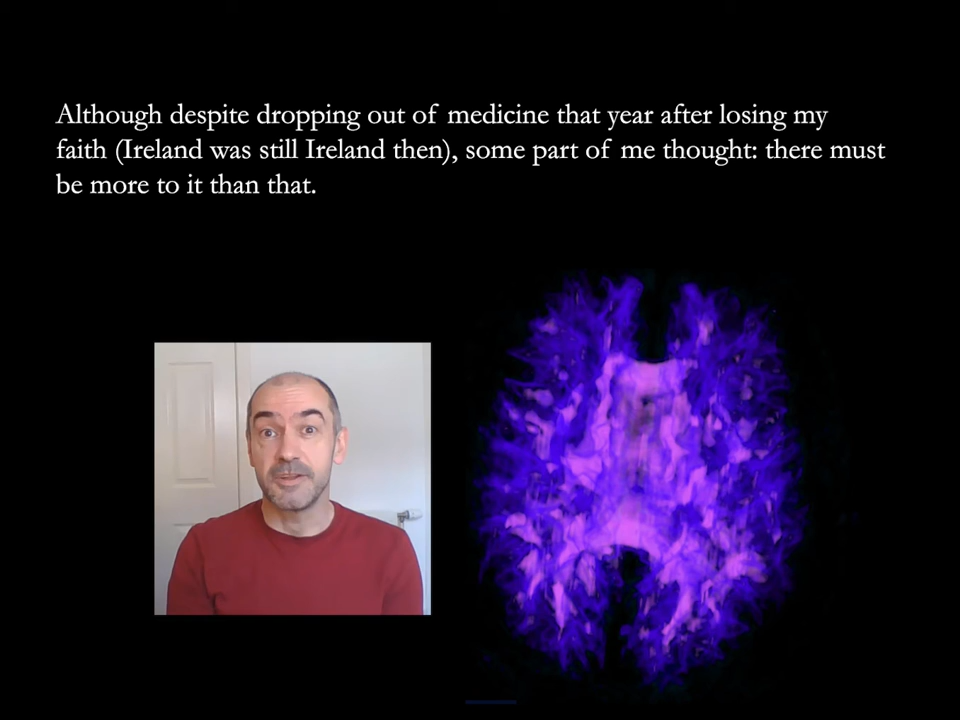 Although despite dropping out of medicine that year after losing my
faith (Ireland was still Ireland then), some part of me thought: there must
be more to it than that.